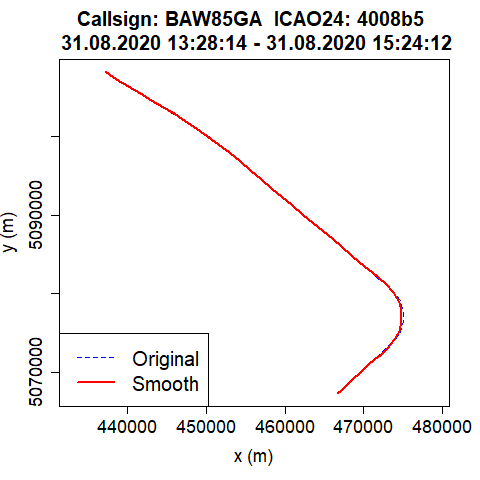 Callsign: BAW85GA  ICAO24: 4008b5
31.08.2020 13:28:14 - 31.08.2020 15:24:12
y (m)
5090000
5070000
Original
Smooth
440000 450000 460000 470000 480000
x (m)